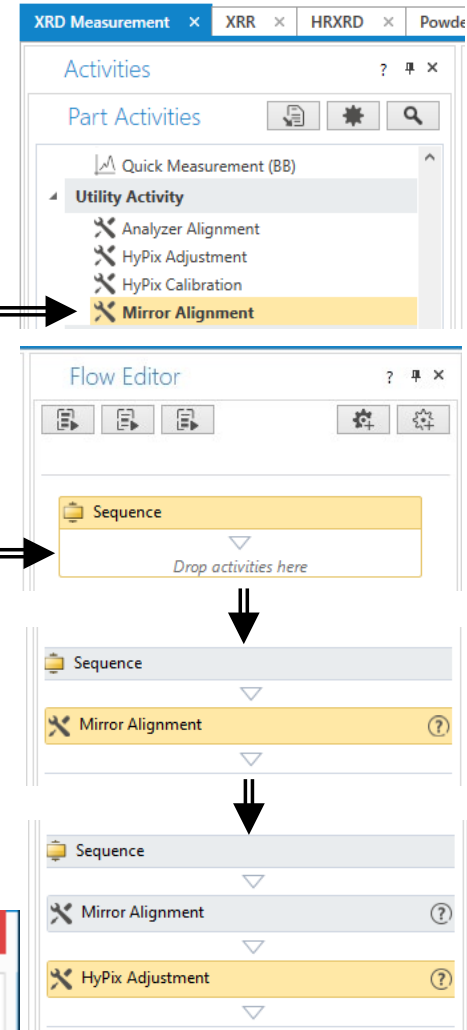 XRD Measurement × XRR × HRXRD × Powde
Activities ? ×
Part Activities
Quick Measurement (BB)
Utility Activity
Analyzer Alignment
HyPix Adjustment
HyPix Calibration
Mirror Alignment
Flow Editor ? ×
Sequence
Drop activities here
Sequence
Mirror Alignment ?
Sequence
Mirror Alignment ?
HyPix Adjustment ?